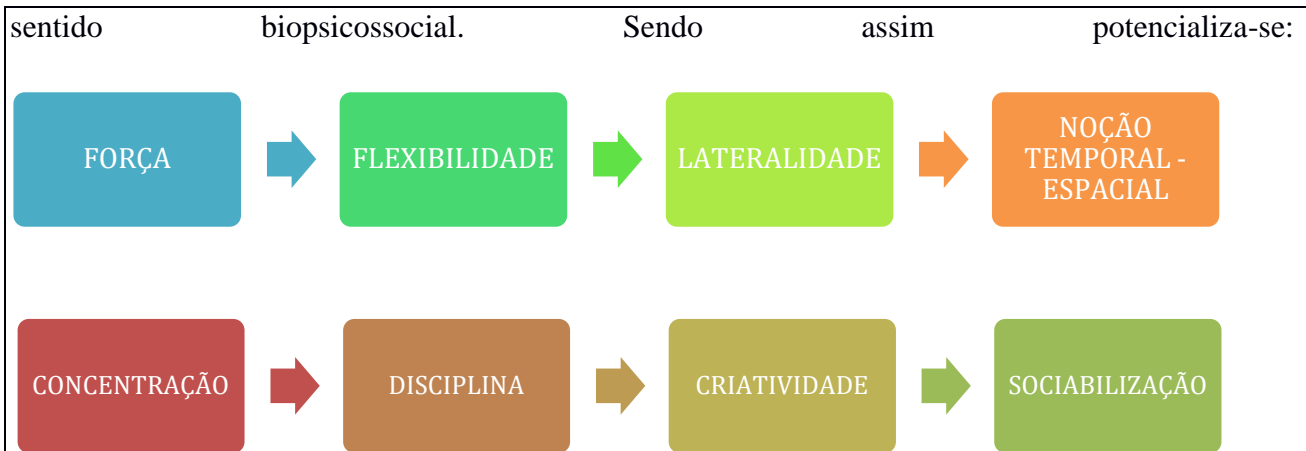 sentido biopsicossocial. Sendo assim potencializa-se:
FORÇA
FLEXIBILIDADE
LATERALIDADE
NOÇÃO
TEMPORAL -
ESPACIAL
CONCENTRAÇÃO
DISCIPLINA
CRIATIVIDADE
SOCIABILIZAÇÃO